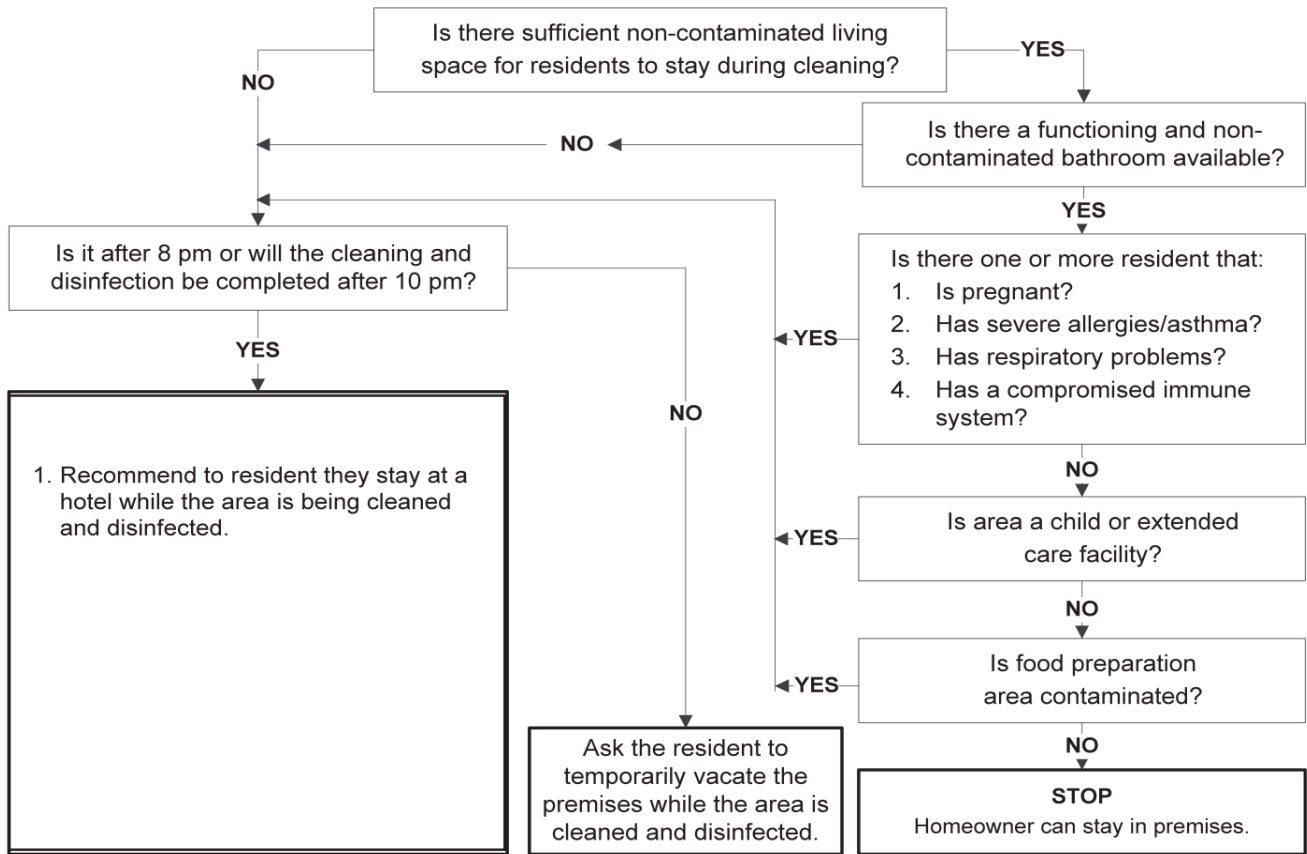 Is there sufficient non-contaminated living
space for residents to stay during cleaning?
NO
YES
Is there a functioning and non-
contaminated bathroom available?
NO
YES
Is it after 8 pm or will the cleaning and
disinfection be completed after 10 pm?
YES
NO
Is there one or more resident that:
1. Is pregnant?
2. Has severe allergies/asthma?
3. Has respiratory problems?
4. Has a compromised immune
system?
YES
NO
1. Recommend to resident they stay at a
hotel while the area is being cleaned
and disinfected.
Is area a child or extended
care facility?
YES
NO
Is food preparation
area contaminated?
YES
NO
Ask the resident to
temporarily vacate the
premises while the area is
cleaned and disinfected.
STOP
Homeowner can stay in premises.